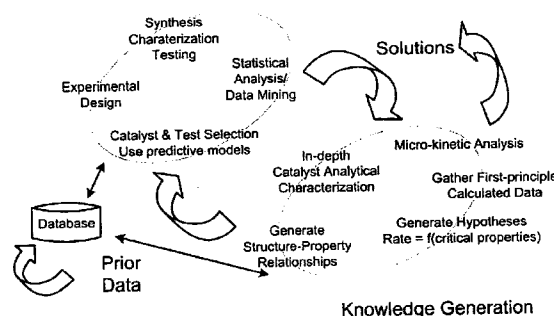 Synthesis
Charaterization
Testing
Solutions
Statistical
Analysis/
Data Mining
Experimental
Design
Catalyst & Test Selection
Use predictive models
Micro-kinetic Analysis
In-depth
Catalyst Analytical
Characterization
Gather First-principle
Calculated Data
Database
Generate
Structure-Property
Relationships
Generate Hypotheses
Rate = f(critical properties)
Prior
Data
Knowledge Generation